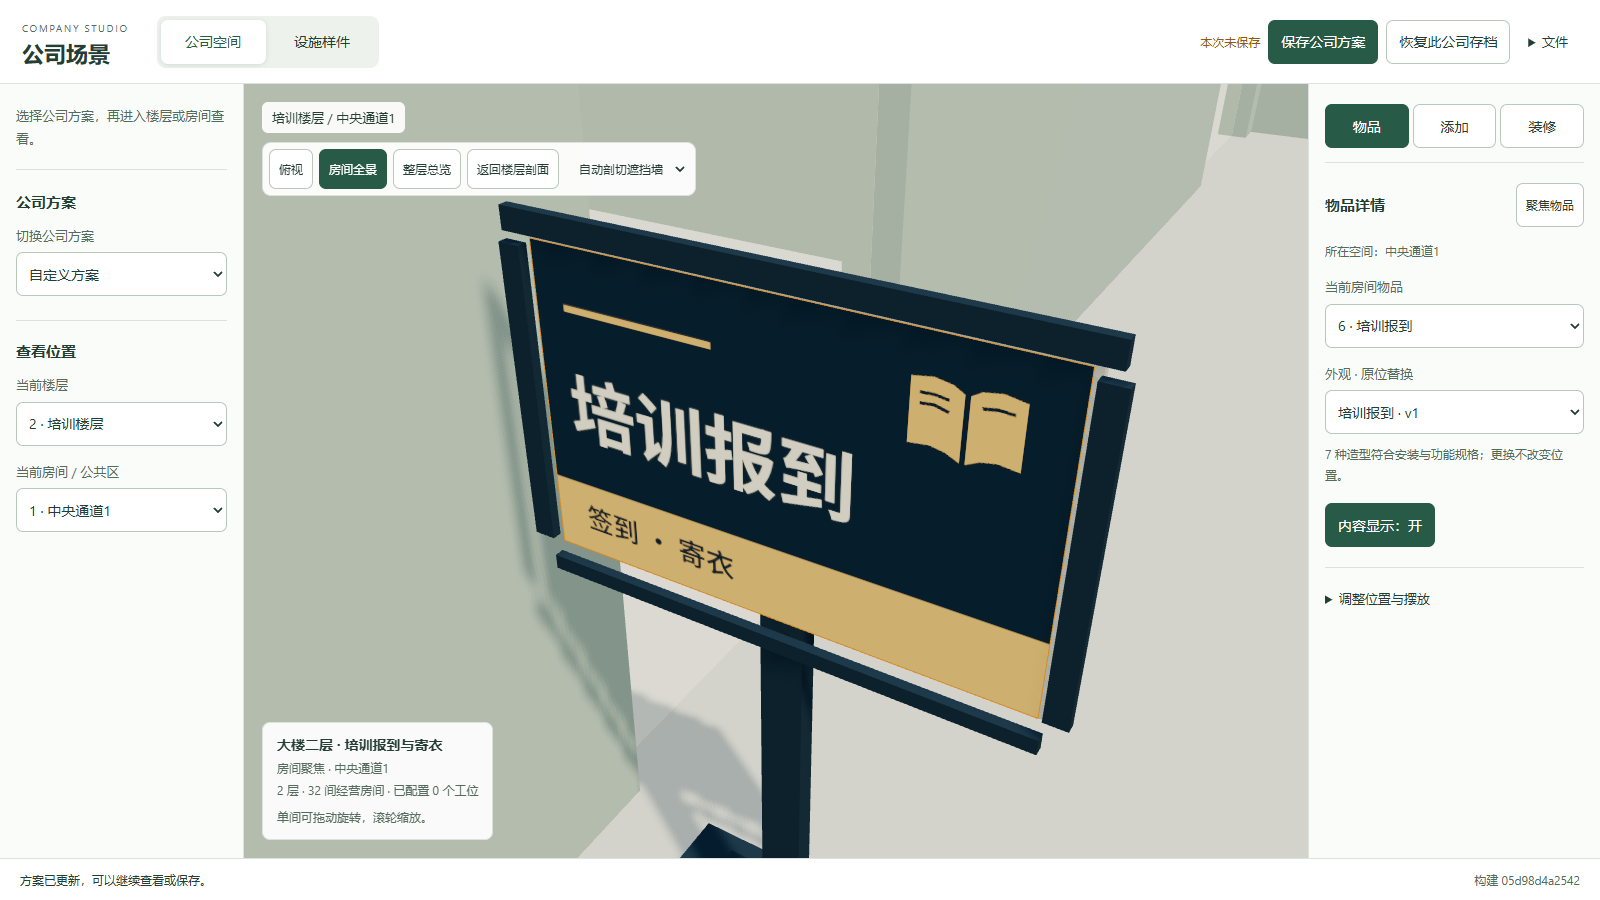 COMPANY STUDIO
公司场景
公司空间
设施样件
本次未保存
保存公司方案
恢复此公司存档
▶ 文件
选择公司方案，再进入楼层或房间查看。
公司方案
切换公司方案
自定义方案
查看位置
当前楼层
2 · 培训楼层
当前房间 / 公共区
1 · 中央通道1
培训楼层 / 中央通道1
俯视
房间全景
整层总览
返回楼层剖面
自动剖切遮挡墙
培训报到
签到 · 寄衣
大楼二层 · 培训报到与寄衣
房间聚焦 · 中央通道1
2 层 · 32 间经营房间 · 已配置 0 个工位
单间可拖动旋转，滚轮缩放。
物品
添加
装修
物品详情
聚焦物品
所在空间：中央通道1
当前房间物品
6 · 培训报到
外观 · 原位替换
培训报到 · v1
7 种造型符合安装与功能规格；更换不改变位置。
内容显示：开
▶ 调整位置与摆放
方案已更新，可以继续查看或保存。
构建 05d98d4a2542